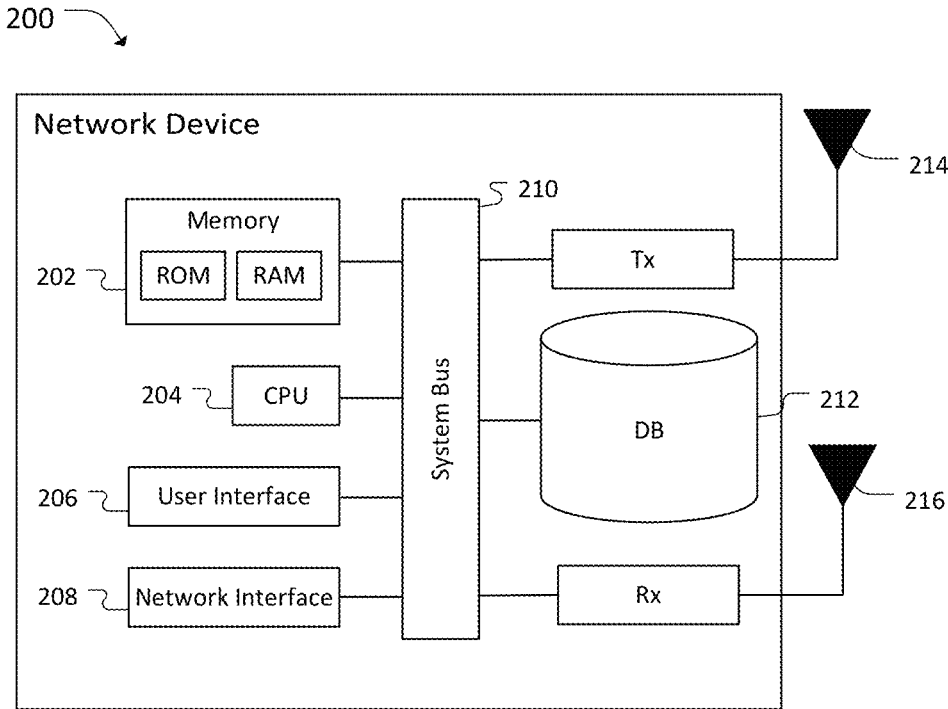 200
Network Device
214
210
Memory
Tx
202
ROM
RAM
System Bus
204
CPU
DB
212
206
User Interface
216
208
Network Interface
Rx